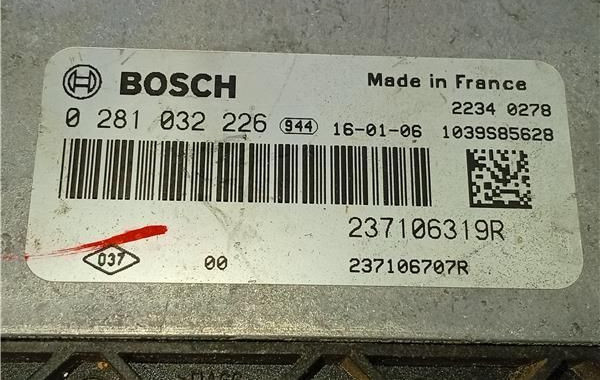 BOSCH Made in France
2234 0278
0 281 032 226 944 16-01-06 1039S85628
237106319R
037 00 237106707R